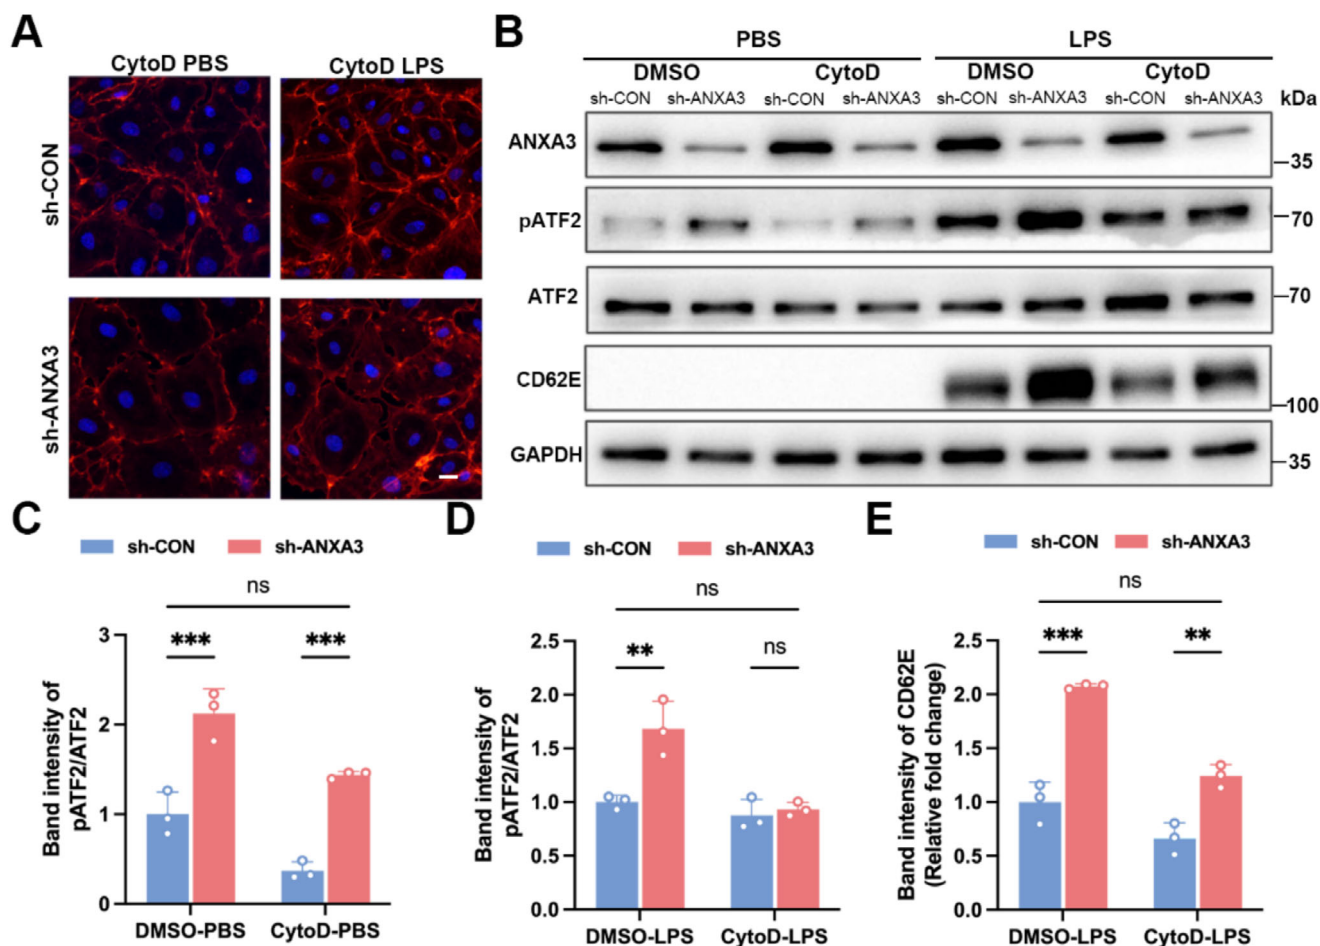 A
CytoD PBS
CytoD LPS
sh-CON
sh-ANXA3
B
PBS
LPS
DMSO
CytoD
DMSO
CytoD
sh-CON
sh-ANXA3
sh-CON
sh-ANXA3
sh-CON
sh-ANXA3
sh-CON
sh-ANXA3
kDa
ANXA3
35
pATF2
70
ATF2
70
CD62E
100
GAPDH
35
C
sh-CON
sh-ANXA3
ns
***
***
3
2
1
0
Band intensity of
pATF2/ATF2
DMSO-PBS
CytoD-PBS
D
sh-CON
sh-ANXA3
ns
**
ns
2.5
2.0
1.5
1.0
0.5
0.0
Band intensity of
pATF2/ATF2
DMSO-LPS
CytoD-LPS
E
sh-CON
sh-ANXA3
ns
***
**
2.5
2.0
1.5
1.0
0.5
0.0
Band intensity of CD62E
(Relative fold change)
DMSO-LPS
CytoD-LPS